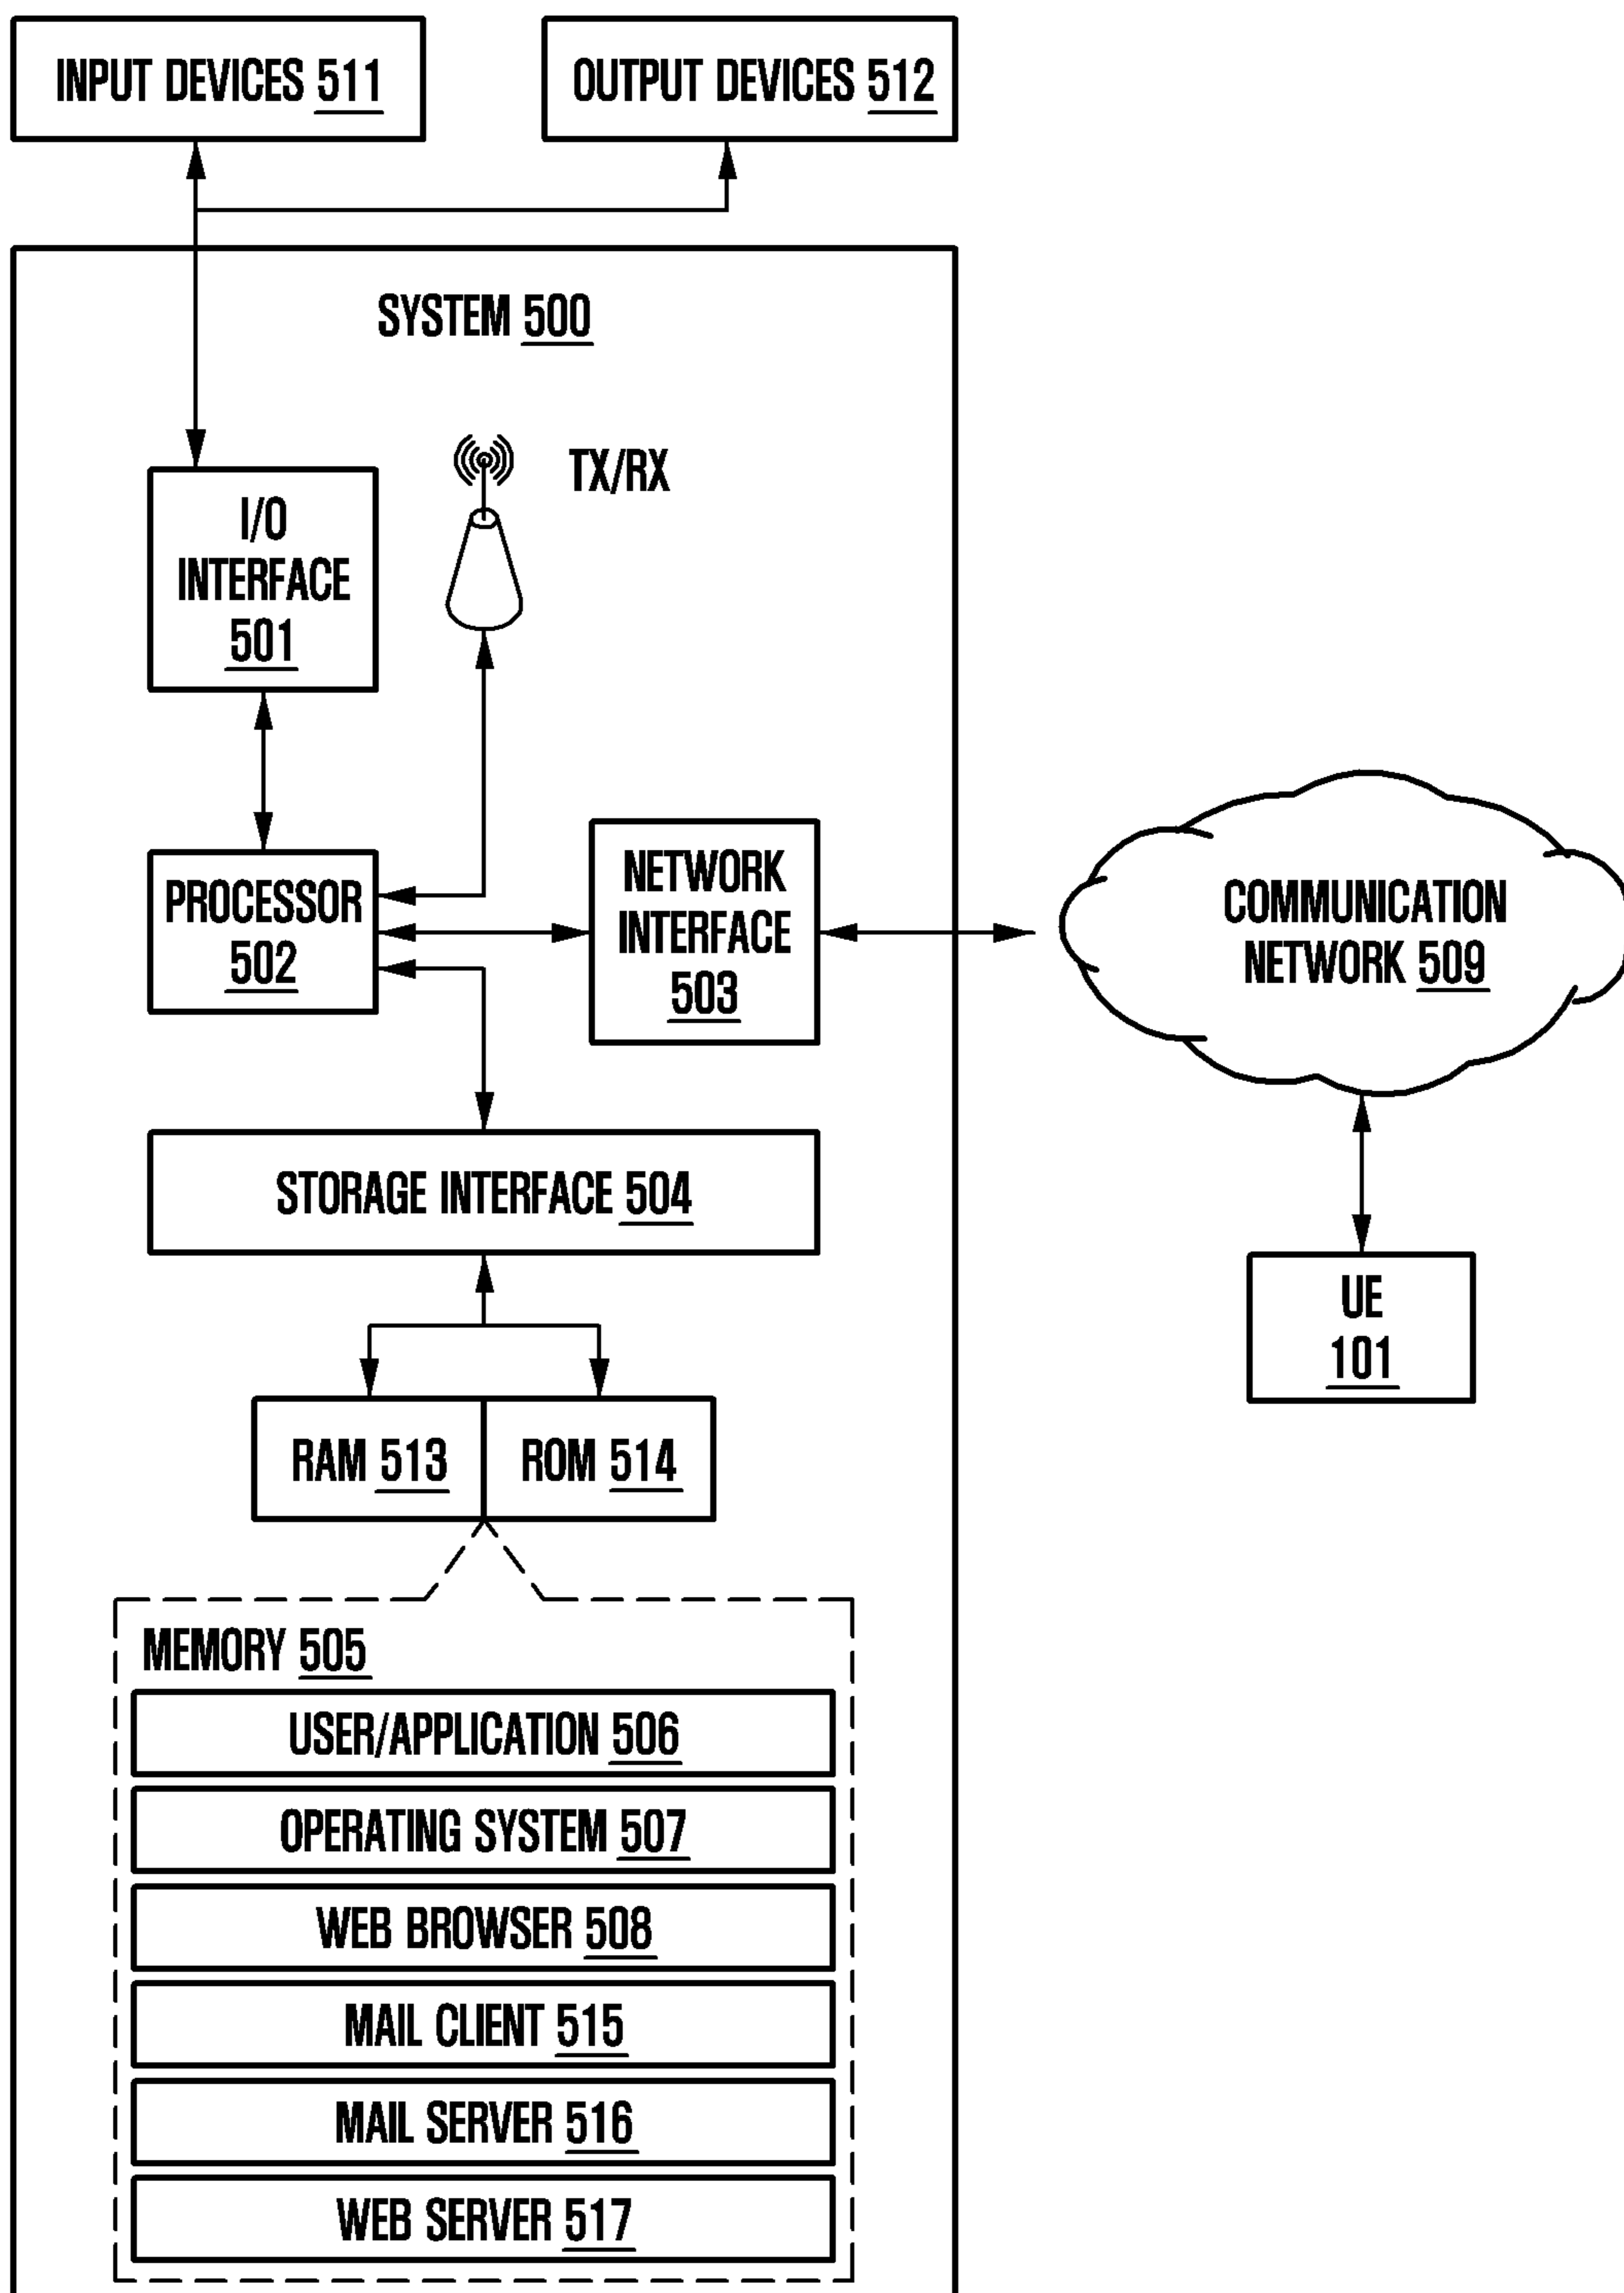 INPUT DEVICES 511
OUTPUT DEVICES 512
SYSTEM 500
TX/RX
I/O
INTERFACE
501
PROCESSOR
502
NETWORK
INTERFACE
503
COMMUNICATION
NETWORK 509
STORAGE INTERFACE 504
UE
101
RAM 513
ROM 514
MEMORY 505
USER/APPLICATION 506
OPERATING SYSTEM 507
WEB BROWSER 508
MAIL CLIENT 515
MAIL SERVER 516
WEB SERVER 517